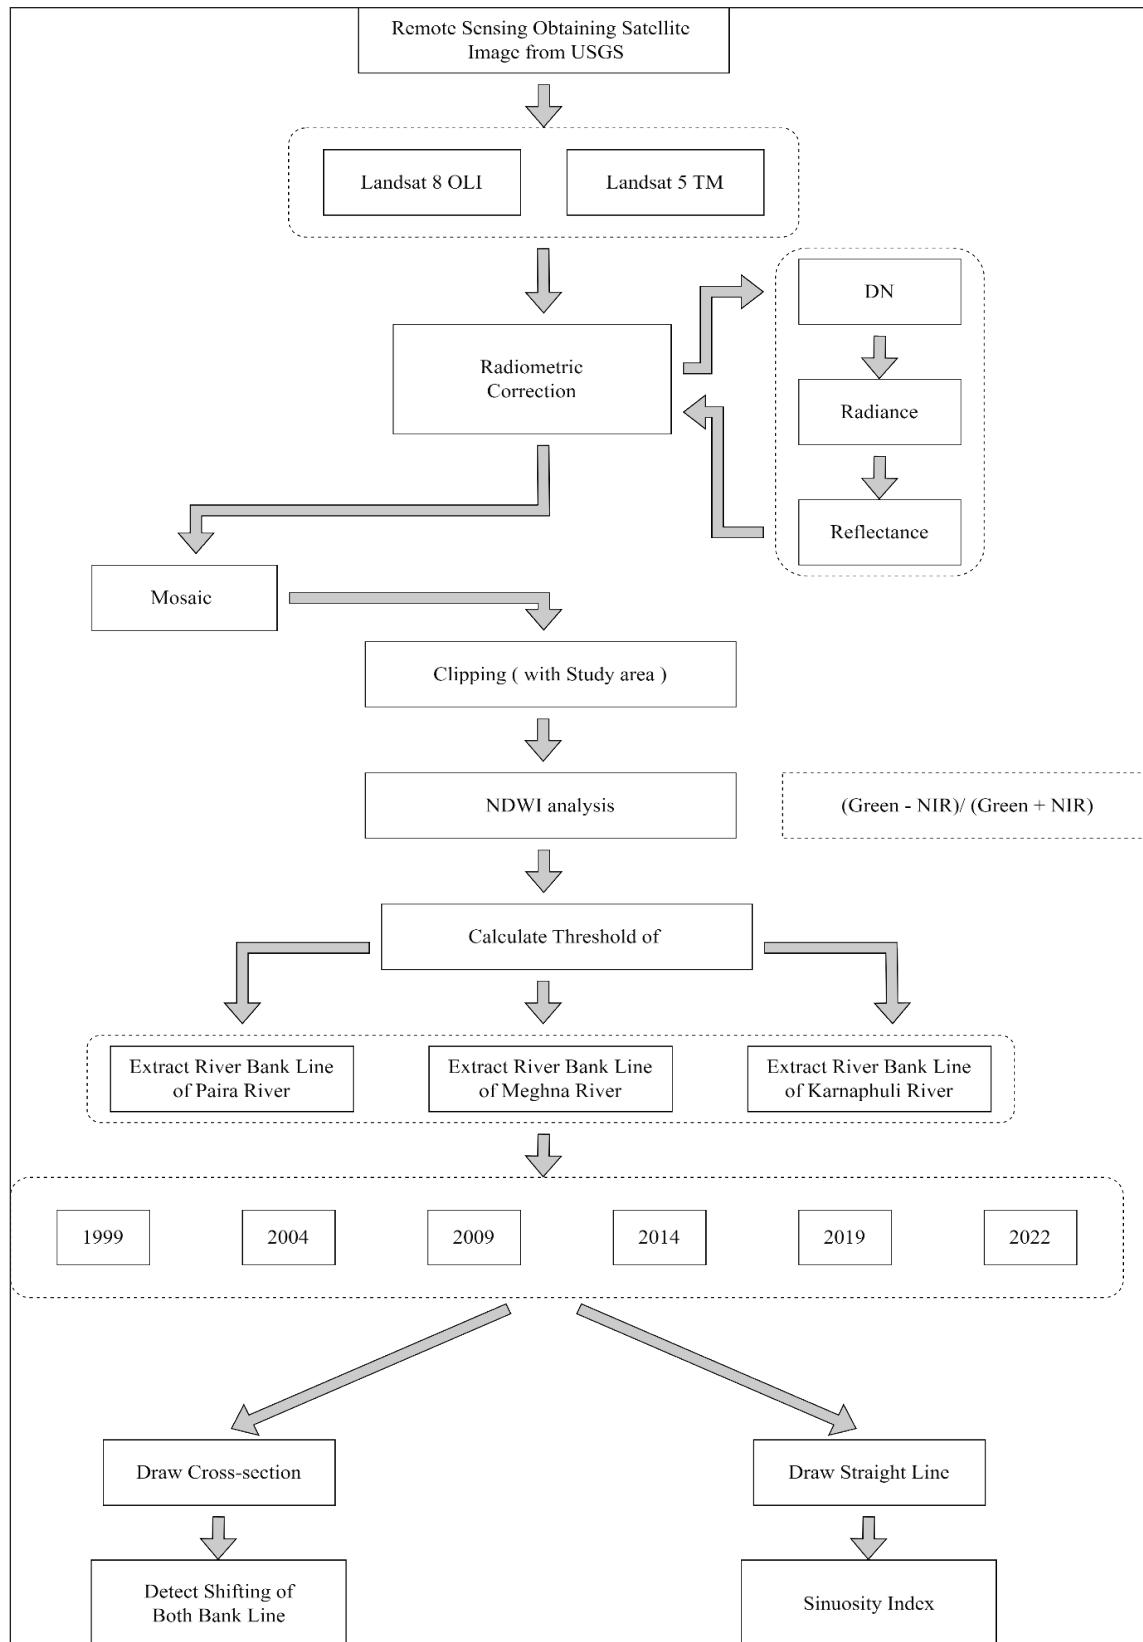 Remote Sensing Obtaining Satellite
Image from USGS
Landsat 8 OLI
Landsat 5 TM
DN
Radiometric
Correction
Radiance
Reflectance
Mosaic
Clipping ( with Study area )
NDWI analysis
(Green - NIR)/ (Green + NIR)
Calculate Threshold of
Extract River Bank Line
of Paira River
Extract River Bank Line
of Meghna River
Extract River Bank Line
of Karnaphuli River
1999
2004
2009
2014
2019
2022
Draw Cross-section
Draw Straight Line
Detect Shifting of
Both Bank Line
Sinuosity Index